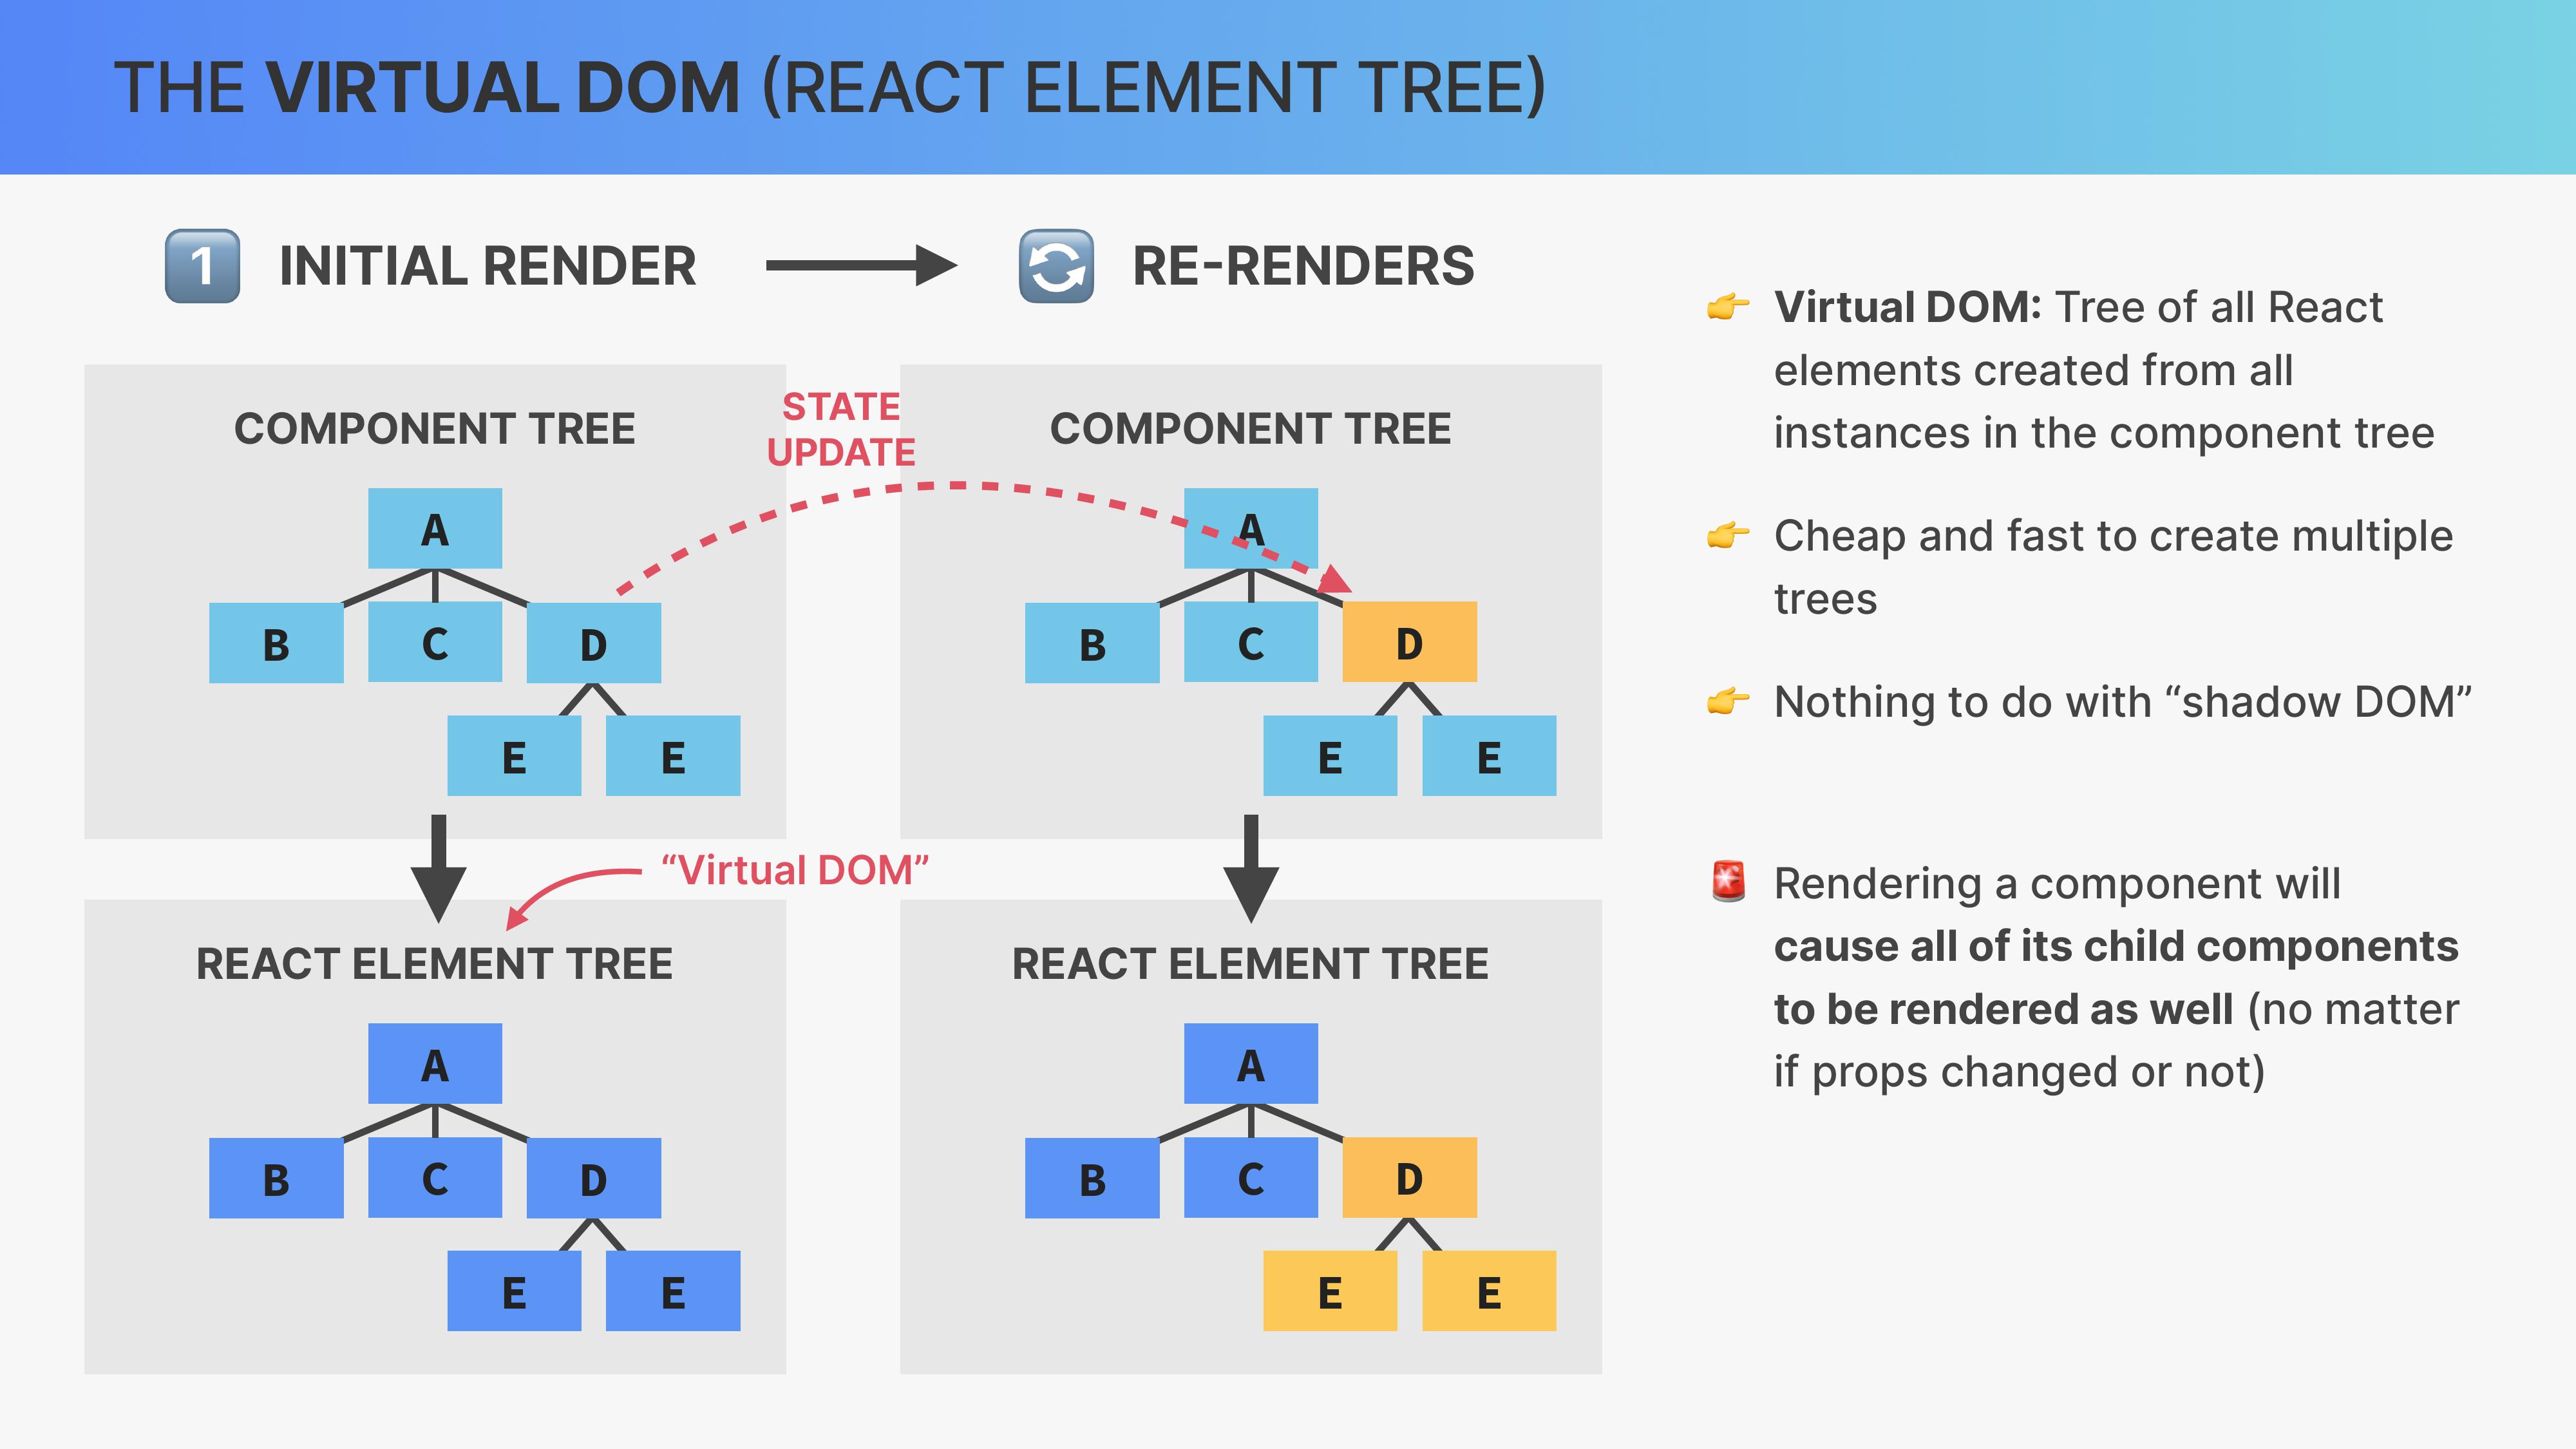 THE VIRTUAL DOM (REACT ELEMENT TREE)
1 INITIAL RENDER
RE-RENDERS
COMPONENT TREE
A
B C D
E E
STATE
UPDATE
COMPONENT TREE
A
B C D
E E
“Virtual DOM”
REACT ELEMENT TREE
A
B C D
E E
REACT ELEMENT TREE
A
B C D
E E
Virtual DOM: Tree of all React
elements created from all
instances in the component tree
Cheap and fast to create multiple
trees
Nothing to do with “shadow DOM”
Rendering a component will
cause all of its child components
to be rendered as well (no matter
if props changed or not)